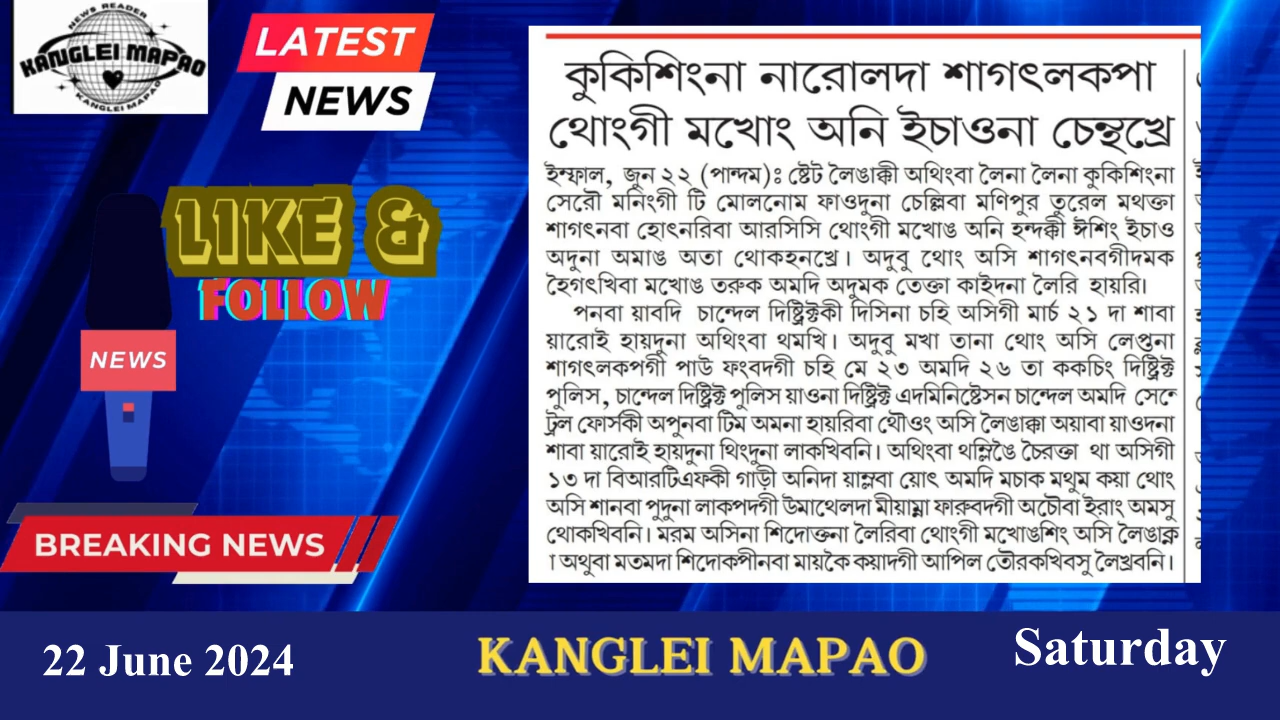 NEWS READER
KANGLEI MAPAO
KANGLEI MAPAO
LATEST
NEWS
LIKE &
FOLLOW
NEWS
BREAKING NEWS
কুকিশিংনা নারোলদা শাগৎলকপা
থোংগী মখোং অনি ইচাওনা চেন্থখ্রে
ইম্ফাল, জুন ২২ (পান্দম)ঃ ষ্টেট লৈঙাক্কী অথিংবা লৈনা লৈনা কুকিশিংনা
সেরৌ মনিংগী টি মোলনোম ফাওদুনা চেল্লিবা মণিপুর তুরেল মথক্তা
শাগৎনবা হোৎনরিবা আরসিসি থোংগী মখোঙ অনি হন্দক্কী ঈশিং ইচাও
অদুনা অমাঙ অতা থোকহনখ্রে। অদুবু থোং অসি শাগৎনবগীদমক
হৈগৎখিবা মখোঙ তরুক অমদি অদুমক তেক্তা কাইদনা লৈরি হায়রি।
পনবা য়াবদি চান্দেল দিষ্ট্রিক্টকী দিসিনা চহি অসিগী মার্চ ২১ দা শাবা
য়ারোই হায়দুনা অথিংবা থমখি। অদুবু মখা তানা থোং অসি লেপ্তনা
শাগৎলকপগী পাউ ফংবদগী চহি মে ২৩ অমদি ২৬ তা ককচিং দিষ্ট্রিক্ট
পুলিস, চান্দেল দিষ্ট্রিক্ট পুলিস য়াওনা দিষ্ট্রিক্ট এদমিনিষ্টেসন চান্দেল অমদি সেন্
ট্রল ফোর্সকী অপুনবা টিম অমনা হায়রিবা থৌওং অসি লৈঙাক্কা অয়াবা য়াওদনা
শাবা য়ারোই হায়দুনা থিংদুনা লাকখিবনি। অথিংবা থম্লিঙৈ চৈরক্তা থা অসিগী
১৩ দা বিআরটিএফকী গাড়ী অনিদা য়াম্লবা য়োৎ অমদি মচাক মথুম কয়া থোং
অসি শানবা পুদুনা লাকপদগী উমাথেলদা মীয়াম্না ফারুবদগী অচৌবা ইরাং অমসু
থোকখিবনি। মরম অসিনা শিদোক্তনা লৈরিবা থোংগী মখোঙশিং অসি লৈঙাক্ন
া অথুবা মতমদা শিদোকপীনবা মায়কৈ কয়াদগী আপিল তৌরকখিবসু লৈখ্রবনি।
22 June 2024
KANGLEI MAPAO
Saturday